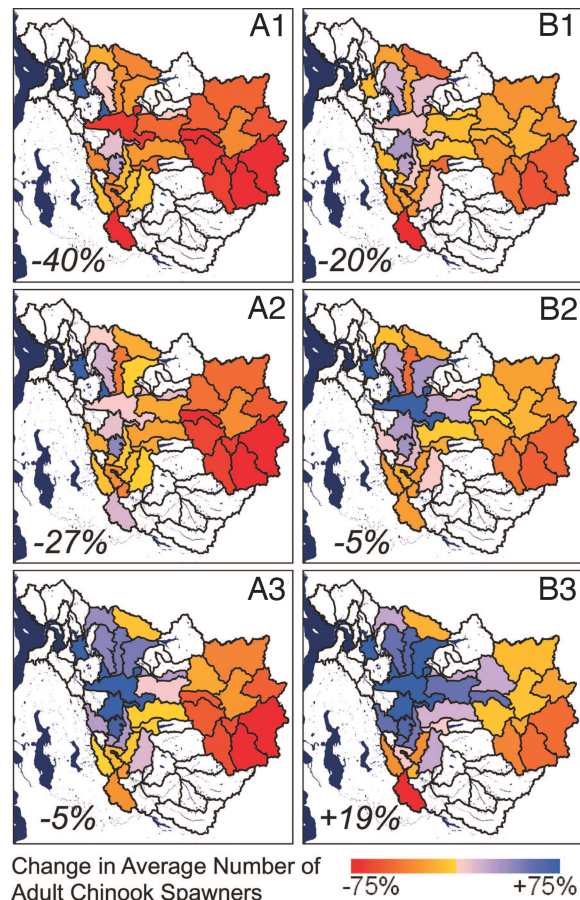 A1
B1
-40%
-20%
A2
B2
-27%
-5%
A3
B3
-5%
+19%
Change in Average Number of
Adult Chinook Spawners
-75%
+75%